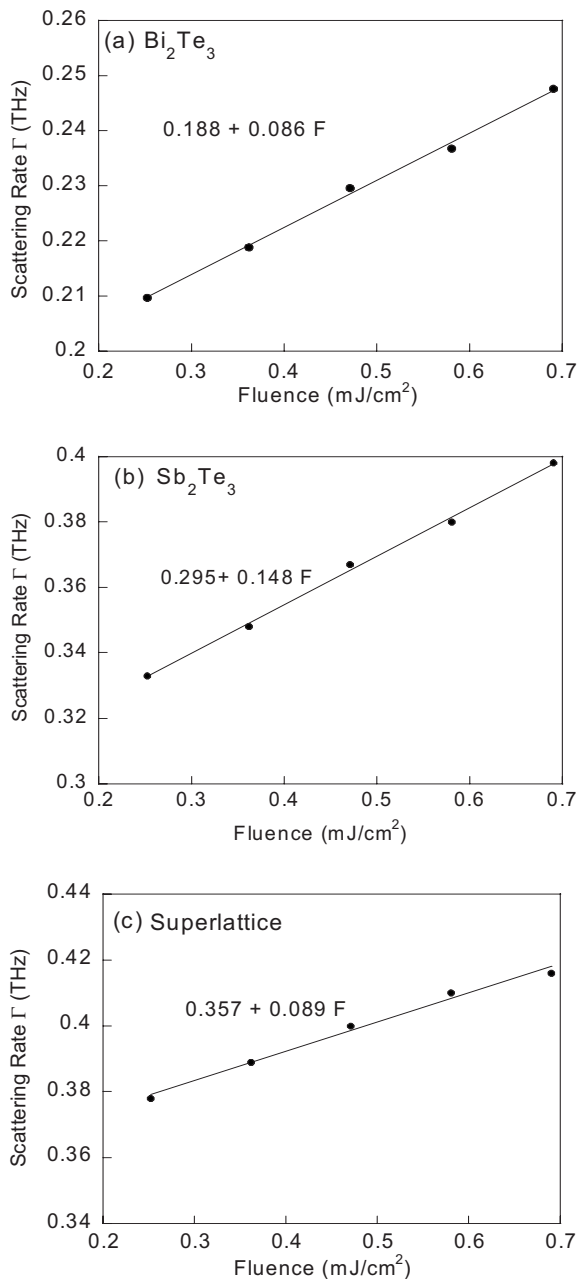 (a) Bi₂Te₃
Scattering Rate Γ (THz)
0.26
0.25
0.24
0.23
0.22
0.21
0.2
0.188 + 0.086 F
0.2 0.3 0.4 0.5 0.6 0.7
Fluence (mJ/cm²)
(b) Sb₂Te₃
Scattering Rate Γ (THz)
0.4
0.38
0.36
0.34
0.32
0.3
0.295+ 0.148 F
0.2 0.3 0.4 0.5 0.6 0.7
Fluence (mJ/cm²)
(c) Superlattice
Scattering Rate Γ (THz)
0.44
0.42
0.4
0.38
0.36
0.34
0.357 + 0.089 F
0.2 0.3 0.4 0.5 0.6 0.7
Fluence (mJ/cm²)